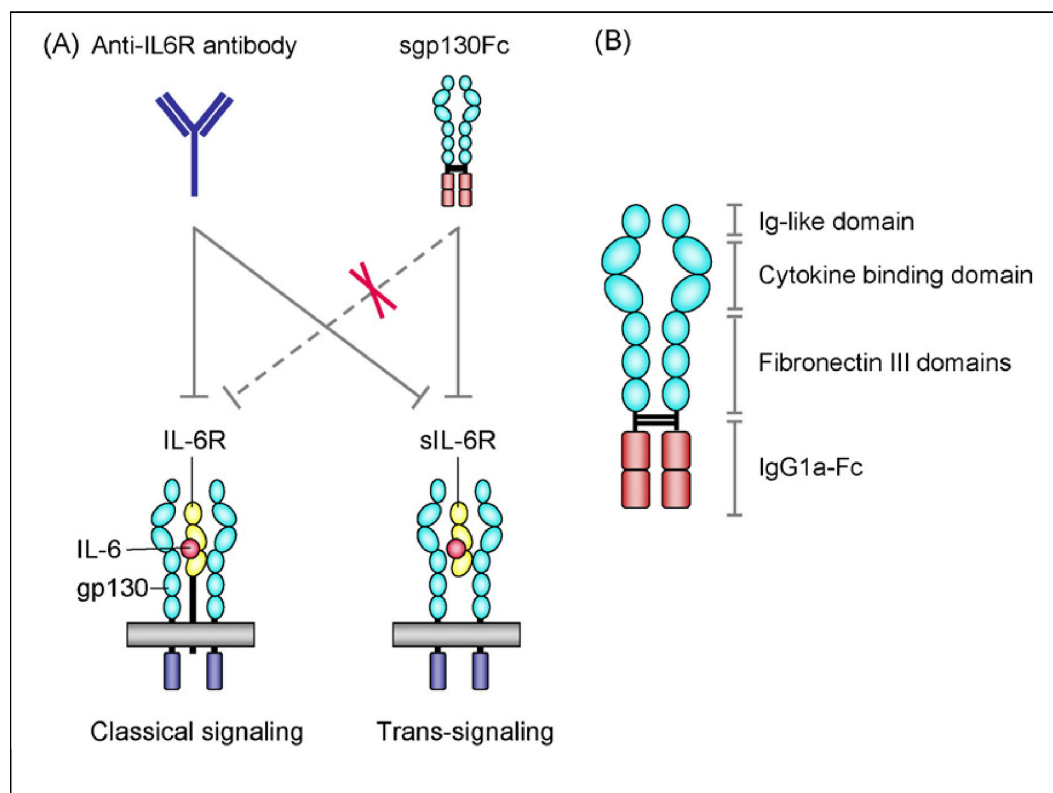 (A) Anti-IL6R antibody
sgp130Fc
IL-6R
sIL-6R
IL-6
gp130
Classical signaling
Trans-signaling
(B)
Ig-like domain
Cytokine binding domain
Fibronectin III domains
IgG1a-Fc